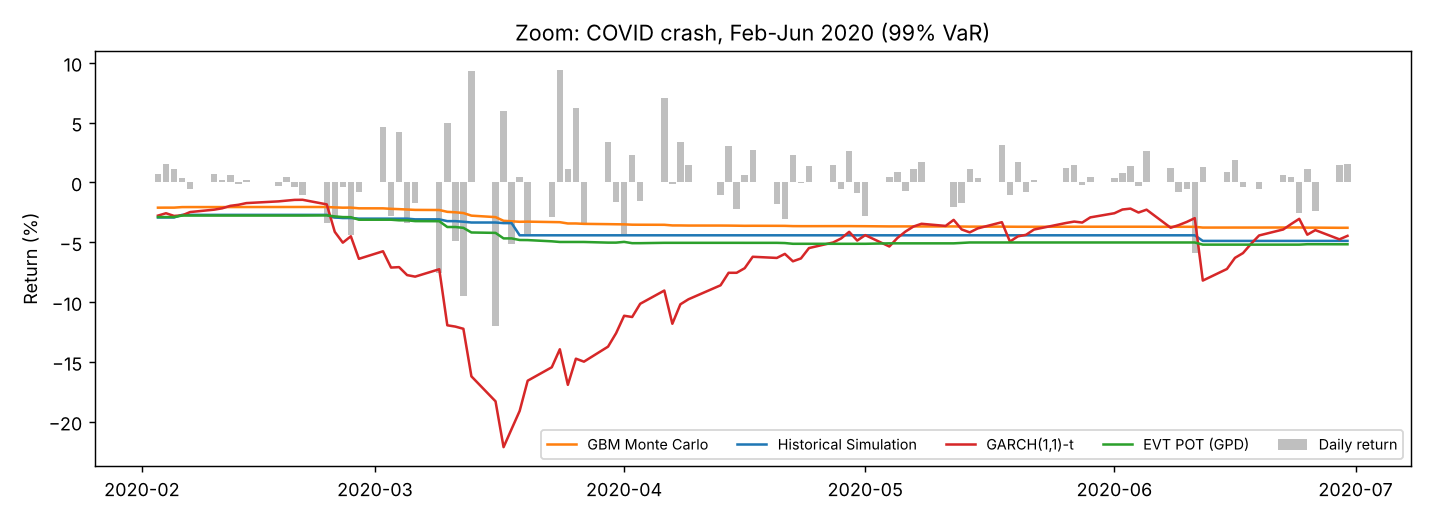 Zoom: COVID crash, Feb-Jun 2020 (99% VaR)
Return (%)
10
5
0
−5
−10
−15
−20
GBM Monte Carlo
Historical Simulation
GARCH(1,1)-t
EVT POT (GPD)
Daily return
2020-02
2020-03
2020-04
2020-05
2020-06
2020-07